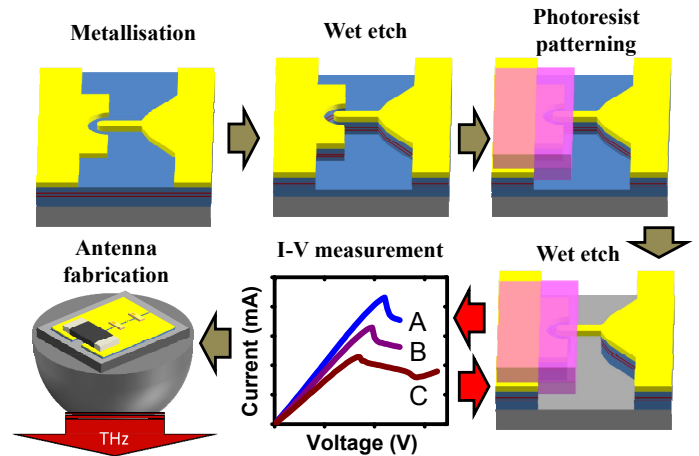 Metallisation
Wet etch
Photoresist
patterning
Antenna
fabrication
I-V measurement
Wet etch
Current (mA)
A
B
C
Voltage (V)
THz